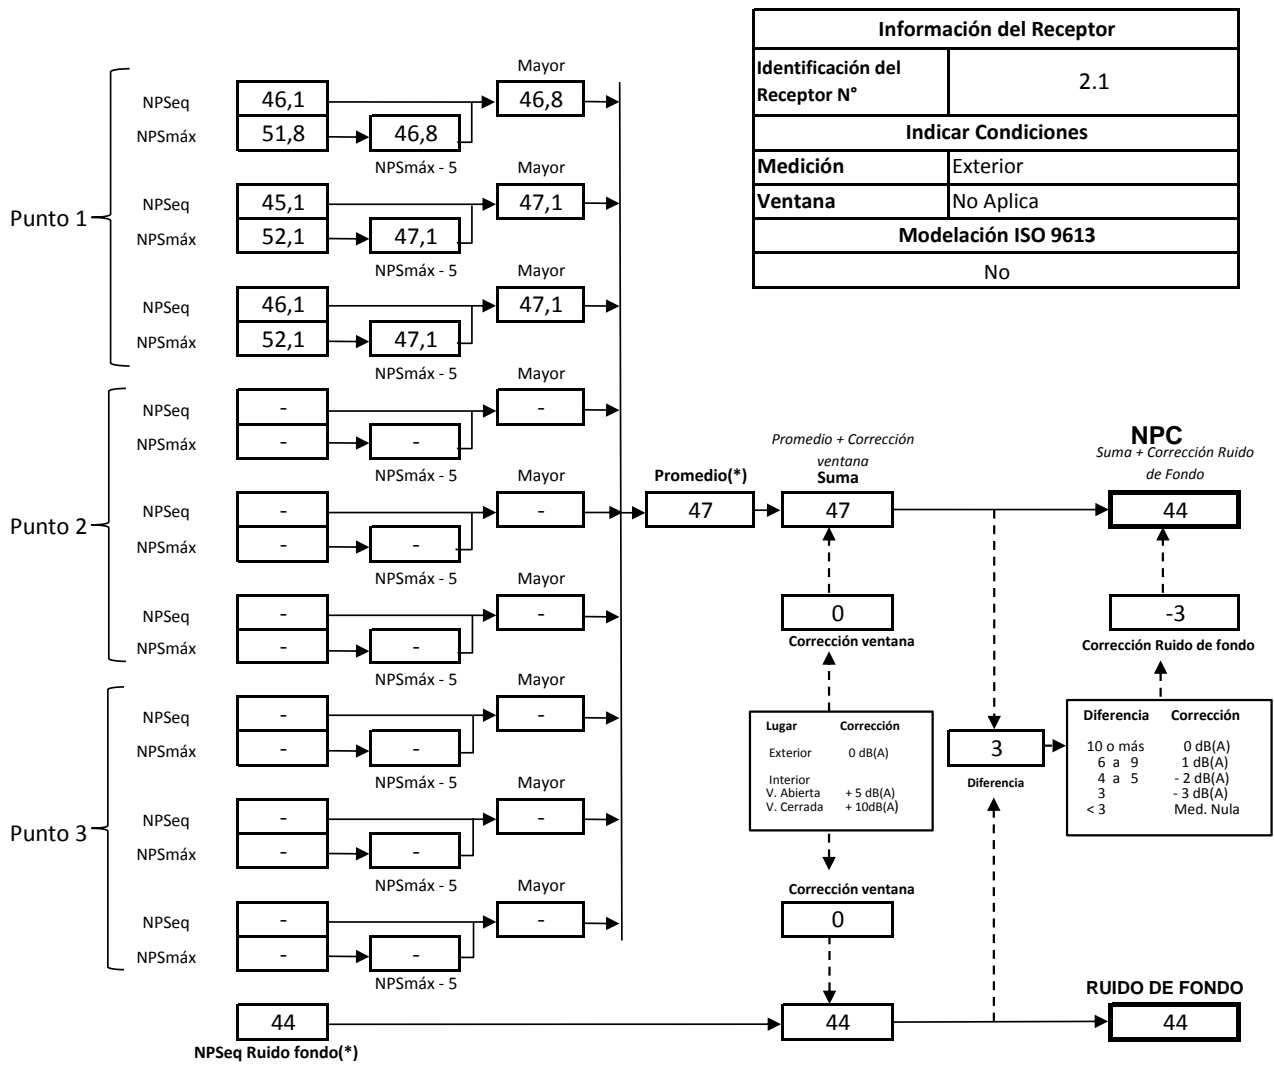 Información del Receptor
Identificación del Receptor N° 2.1
Indicar Condiciones
Medición Exterior
Ventana No Aplica
Modelación ISO 9613
No
Punto 1
Mayor
NPSeq 46,1 46,8
NPSmáx 51,8 46,8
NPSmáx - 5
Mayor
NPSeq 45,1 47,1
NPSmáx 52,1 47,1
NPSmáx - 5
Mayor
NPSeq 46,1 47,1
NPSmáx 52,1 47,1
NPSmáx - 5
Punto 2
Mayor
NPSeq - -
NPSmáx - -
NPSmáx - 5
Mayor
NPSeq - -
NPSmáx - -
NPSmáx - 5
Mayor
NPSeq - -
NPSmáx - -
NPSmáx - 5
Punto 3
Mayor
NPSeq - -
NPSmáx - -
NPSmáx - 5
Mayor
NPSeq - -
NPSmáx - -
NPSmáx - 5
Mayor
NPSeq - -
NPSmáx - -
NPSmáx - 5
44
NPSeq Ruido fondo(*)
Promedio(*)
47
Promedio + Corrección
ventana
Suma
47
0
Corrección ventana
Lugar Corrección
Exterior 0 dB(A)
Interior
V. Abierta + 5 dB(A)
V. Cerrada + 10dB(A)
Corrección ventana
0
44
3
Diferencia
NPC
Suma + Corrección Ruido
de Fondo
44
-3
Corrección Ruido de fondo
Diferencia Corrección
10 o más 0 dB(A)
6 a 9 1 dB(A)
4 a 5 - 2 dB(A)
3 - 3 dB(A)
< 3 Med. Nula
RUIDO DE FONDO
44